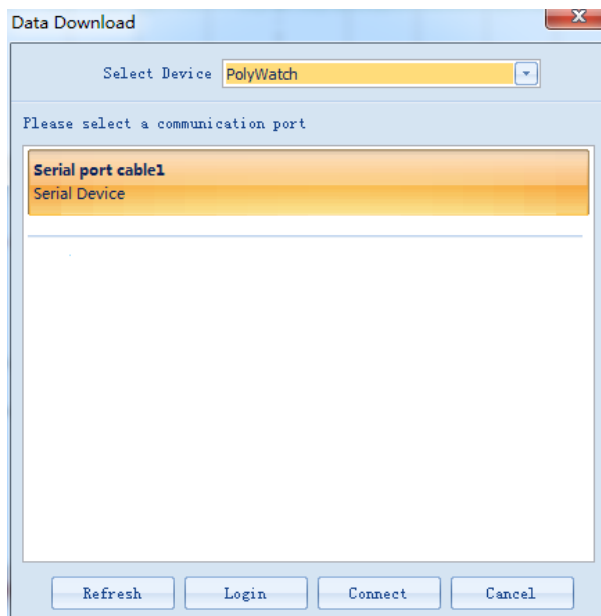 Data Download
Select Device PolyWatch
Please select a communication port
Serial port cable1
Serial Device
Refresh Login Connect Cancel